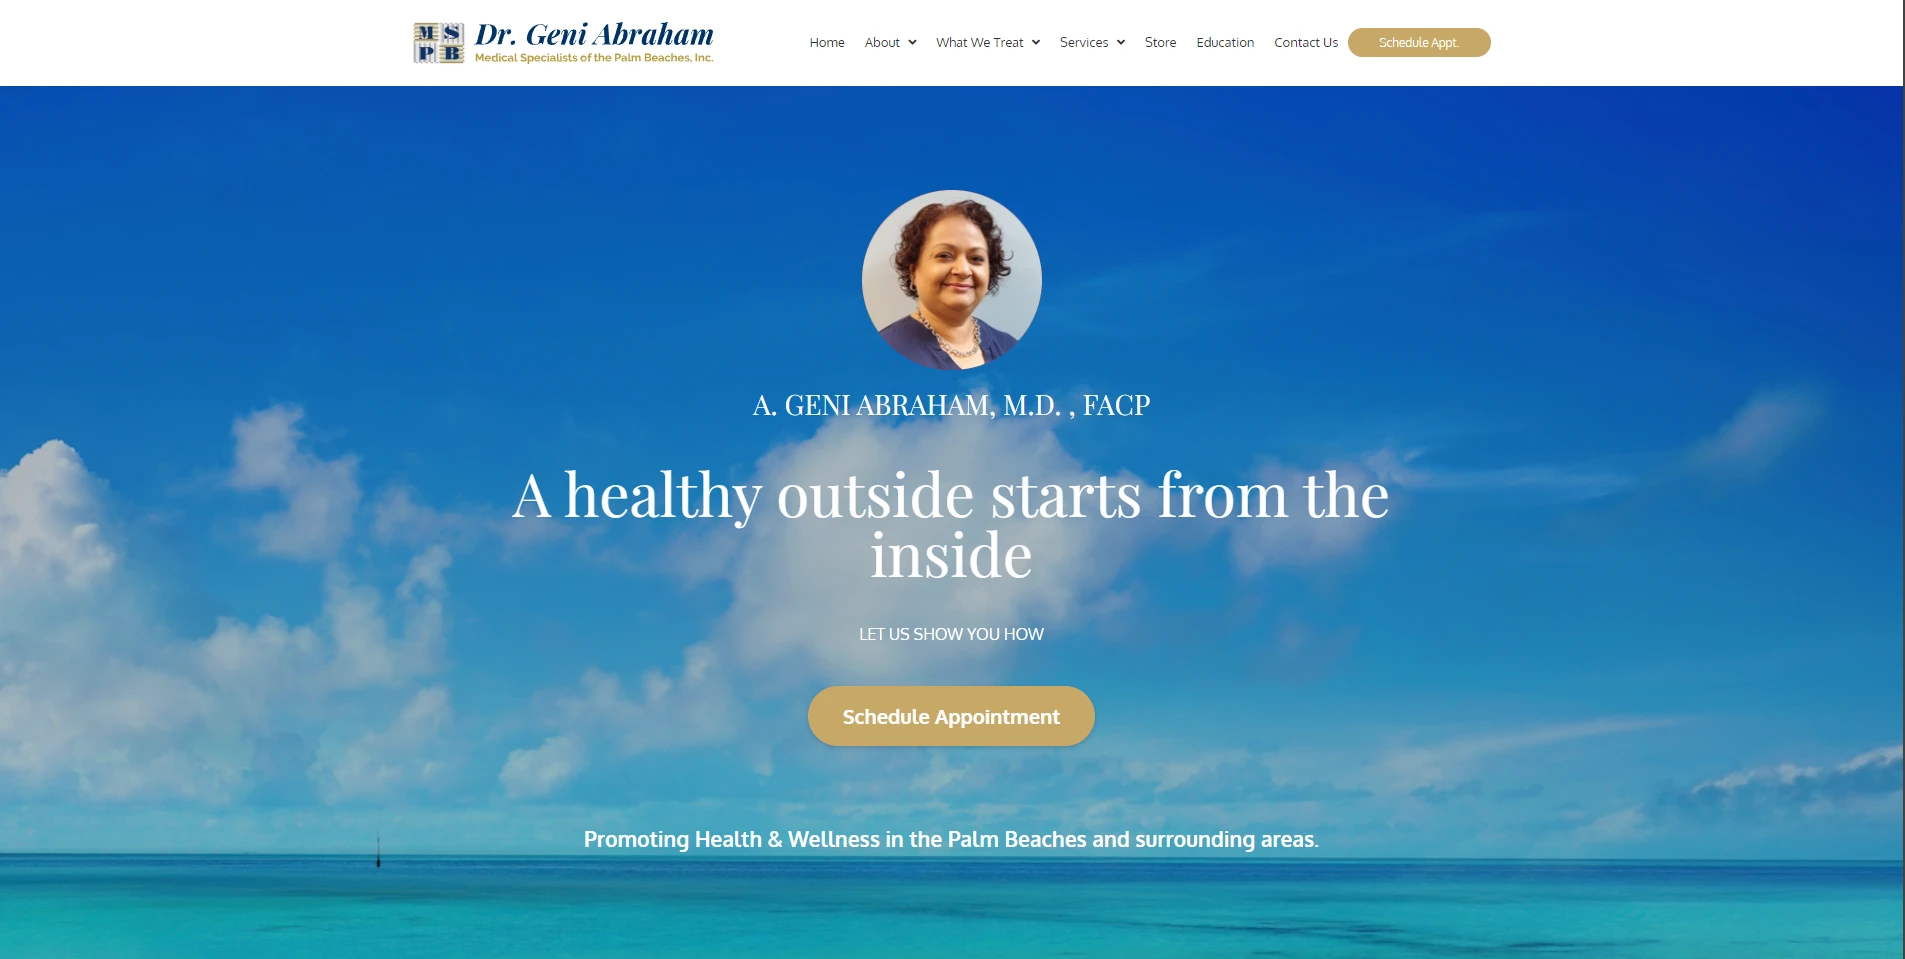 M S
P B
Dr. Geni Abraham
Medical Specialists of the Palm Beaches, Inc.
Home About What We Treat Services Store Education Contact Us Schedule Appt.
A. GENI ABRAHAM, M.D. , FACP
A healthy outside starts from the
inside
LET US SHOW YOU HOW
Schedule Appointment
Promoting Health & Wellness in the Palm Beaches and surrounding areas.